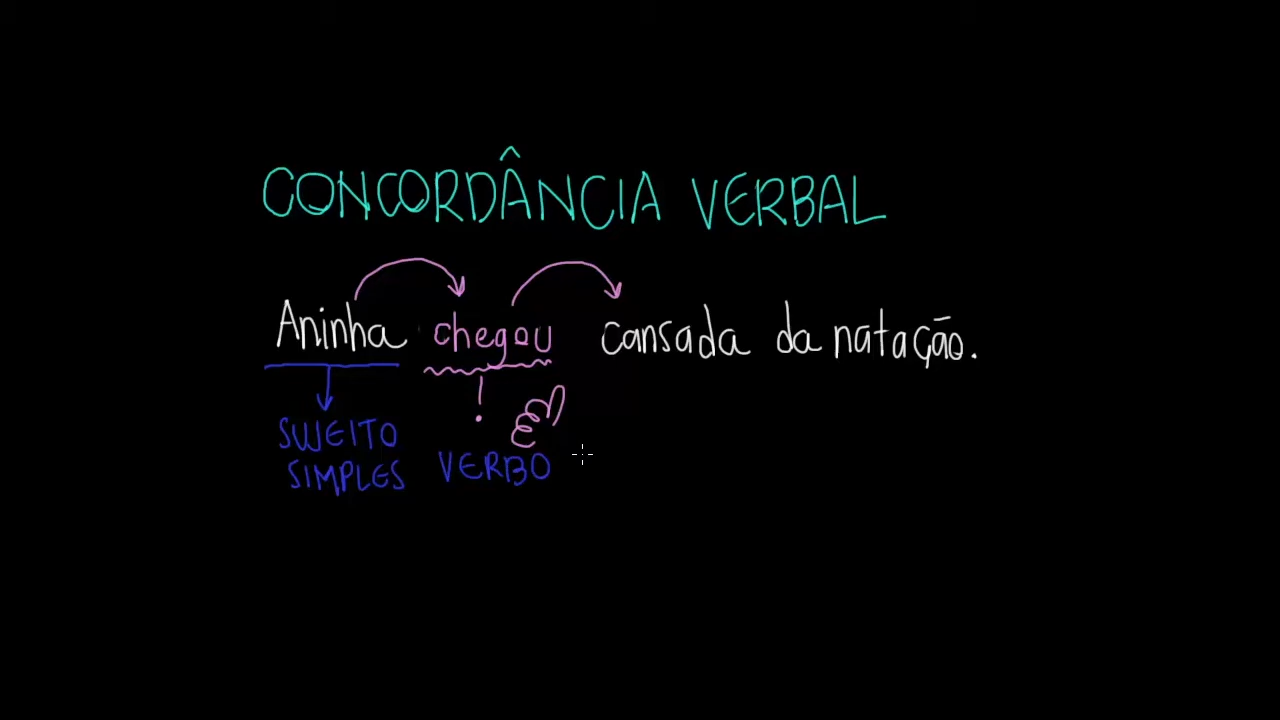 CONCORDÂNCIA VERBAL
Aninha chegou cansada da natação.
SUJEITO
SIMPLES VERBO